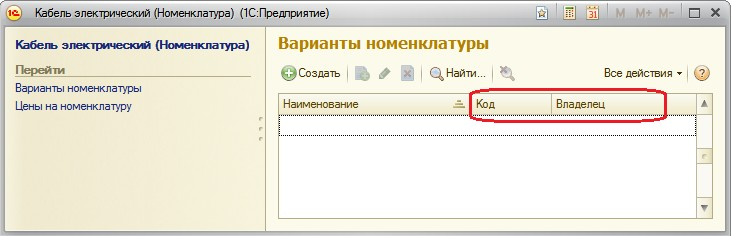 Кабель электрический (Номенклатура) (1С:Предприятие)
M M+ M-
31
Кабель электрический (Номенклатура)
Перейти
Варианты номенклатуры
Цены на номенклатуру
Варианты номенклатуры
Создать Найти... Все действия
Наименование Код Владелец